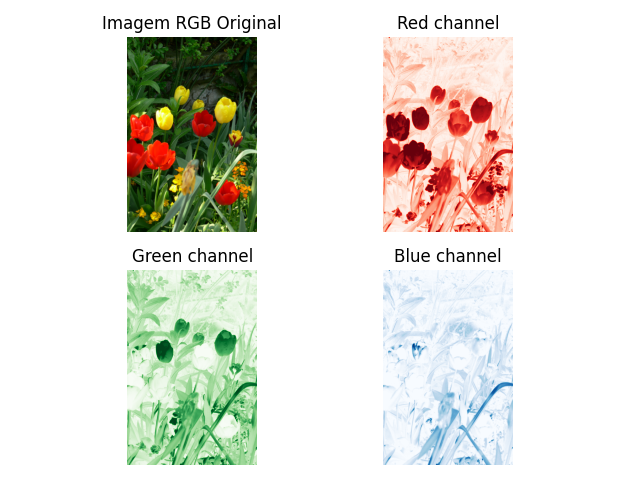 Imagem RGB Original
Red channel
Green channel
Blue channel